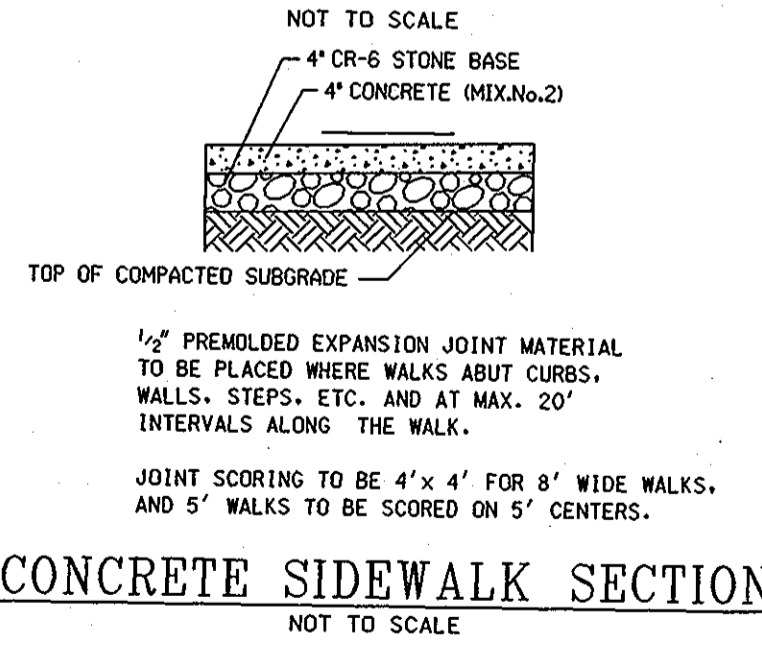 NOT TO SCALE
4" CR-6 STONE BASE
4" CONCRETE (MIX.No.2)
TOP OF COMPACTED SUBGRADE
1/2" PREMOLDED EXPANSION JOINT MATERIAL
TO BE PLACED WHERE WALKS ABUT CURBS,
WALLS, STEPS, ETC. AND AT MAX. 20'
INTERVALS ALONG THE WALK.
JOINT SCORING TO BE 4'x 4' FOR 8' WIDE WALKS,
AND 5' WALKS TO BE SCORED ON 5' CENTERS.
CONCRETE SIDEWALK SECTION
NOT TO SCALE